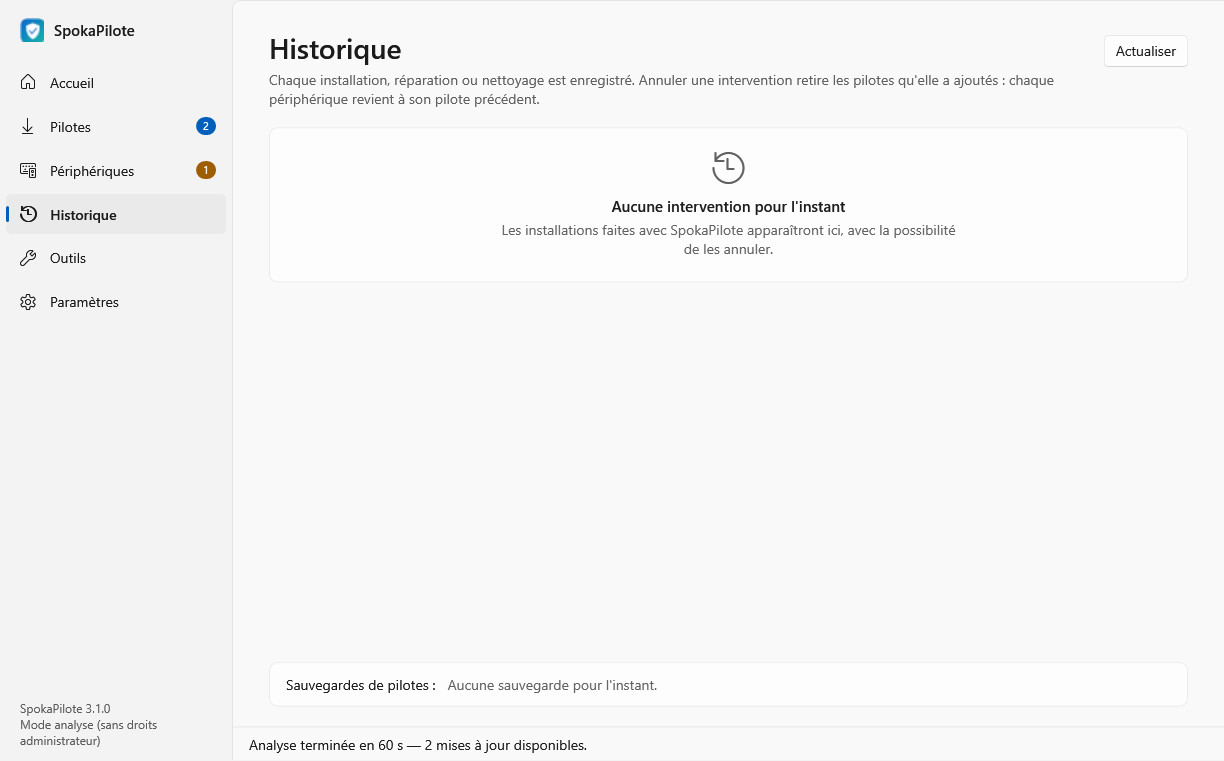 SpokaPilote
Accueil
Pilotes
2
Périphériques
1
Historique
Outils
Paramètres
SpokaPilote 3.1.0
Mode analyse (sans droits
administrateur)
Historique
Actualiser
Chaque installation, réparation ou nettoyage est enregistré. Annuler une intervention retire les pilotes qu'elle a ajoutés : chaque
périphérique revient à son pilote précédent.
Aucune intervention pour l'instant
Les installations faites avec SpokaPilote apparaîtront ici, avec la possibilité
de les annuler.
Sauvegardes de pilotes : Aucune sauvegarde pour l'instant.
Analyse terminée en 60 s — 2 mises à jour disponibles.